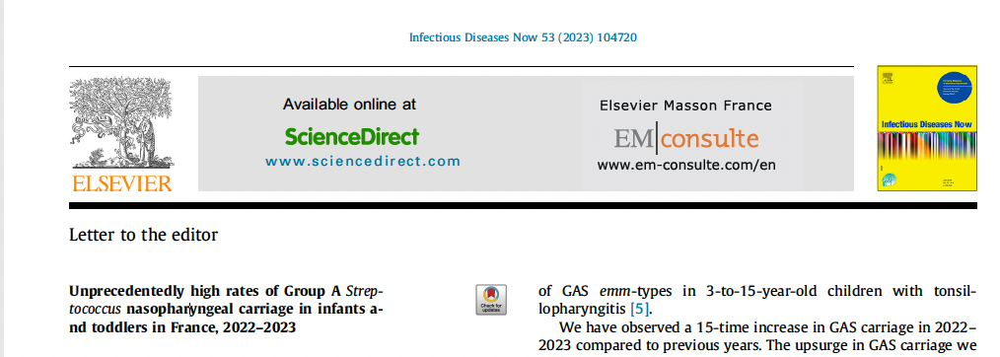 Infectious Diseases Now 53 (2023) 104720
ELSEVIER
Available online at
ScienceDirect
www.sciencedirect.com
Elsevier Masson France
EM|consulte
www.em-consulte.com/en
Infectious Diseases Now
Letter to the editor
Unprecedentedly high rates of Group A Strep-
tococcus nasopharyngeal carriage in infants a-
nd toddlers in France, 2022–2023
Check for
updates
of GAS emm-types in 3-to-15-year-old children with tonsil-
lopharyngitis [5].
We have observed a 15-time increase in GAS carriage in 2022–
2023 compared to previous years. The upsurge in GAS carriage we